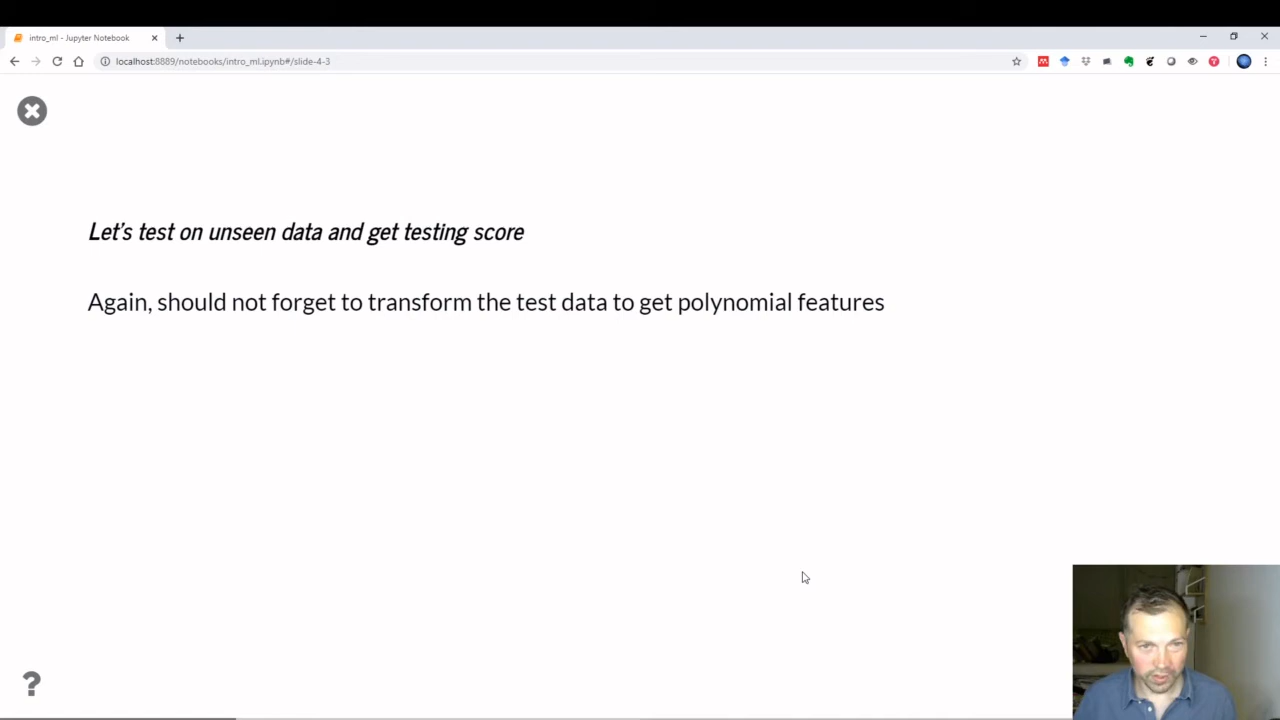 intro_ml - Jupyter Notebook
localhost:8889/notebooks/intro_ml.ipynb#/slide-4-3
Let's test on unseen data and get testing score
Again, should not forget to transform the test data to get polynomial features
?